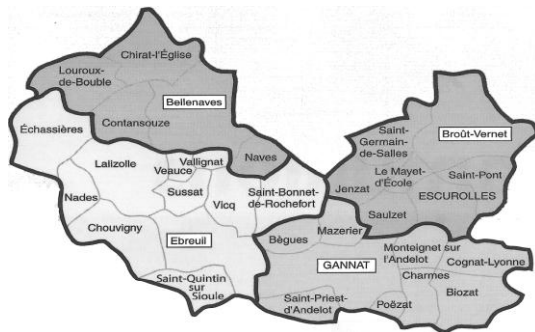 Chirat-l'Église
Louroux-
de-Bouble
Bellenaves
Échassières
Contansouze
Saint-
Germain-
de-Salles
Broût-Vernet
Lalizolle
Vallignat
Veauce
Naves
Le Mayet-
d'École
Saint-Pont
Jenzat
ESCUROLLES
Nades
Sussat
Saint-Bonnet-
de-Rochefort
Vicq
Saulzet
Chouvigny
Ebreuil
Bègues
Mazerier
Monteignet sur
l'Andelot
Cognat-Lyonne
GANNAT
Charmes
Saint-Quintin
sur
Sioule
Biozat
Saint-Priest-
d'Andelot
Poëzat